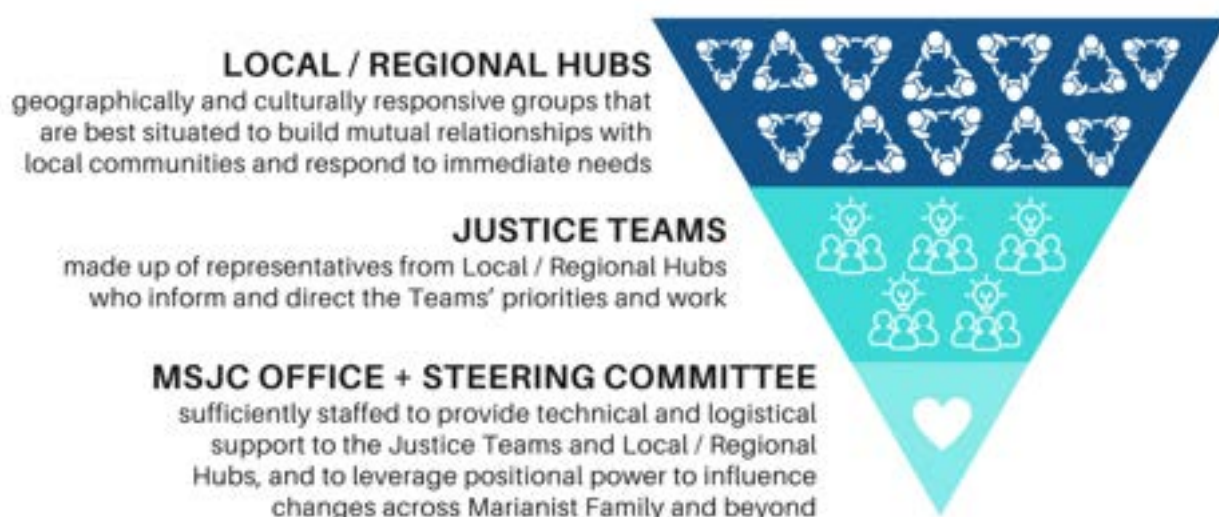 LOCAL / REGIONAL HUBS
geographically and culturally responsive groups that
are best situated to build mutual relationships with
local communities and respond to immediate needs
JUSTICE TEAMS
made up of representatives from Local / Regional Hubs
who inform and direct the Teams' priorities and work
MSJC OFFICE + STEERING COMMITTEE
sufficiently staffed to provide technical and logistical
support to the Justice Teams and Local / Regional
Hubs, and to leverage positional power to influence
changes across Marianist Family and beyond